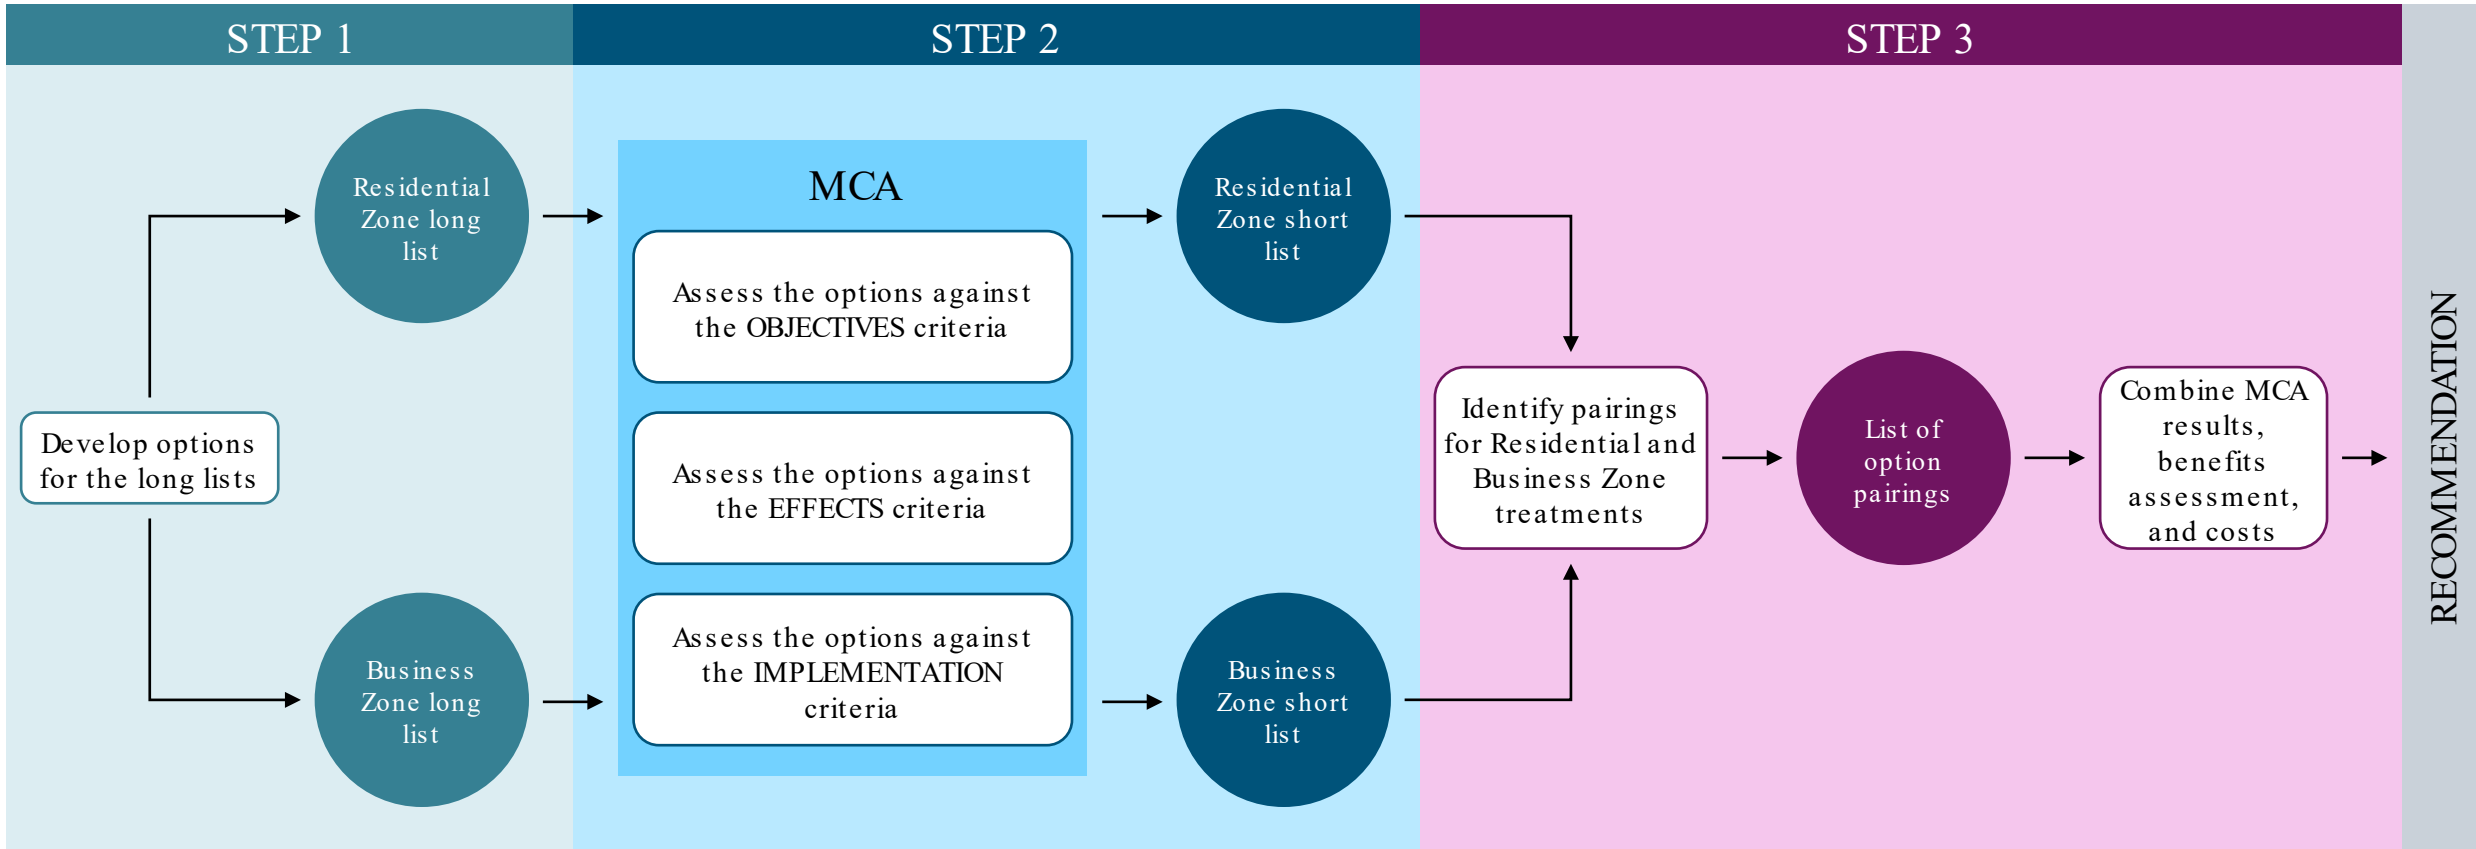 STEP 1
STEP 2
STEP 3
Develop options
for the long lists
Residential
Zone long
list
Business
Zone long
list
MCA
Assess the options against
the OBJECTIVES criteria
Assess the options against
the EFFECTS criteria
Assess the options against
the IMPLEMENTATION
criteria
Residential
Zone short
list
Business
Zone short
list
Identify pairings
for Residential and
Business Zone
treatments
List of
option
pairings
Combine MCA
results,
benefits
assessment,
and costs
RECOMMENDATION